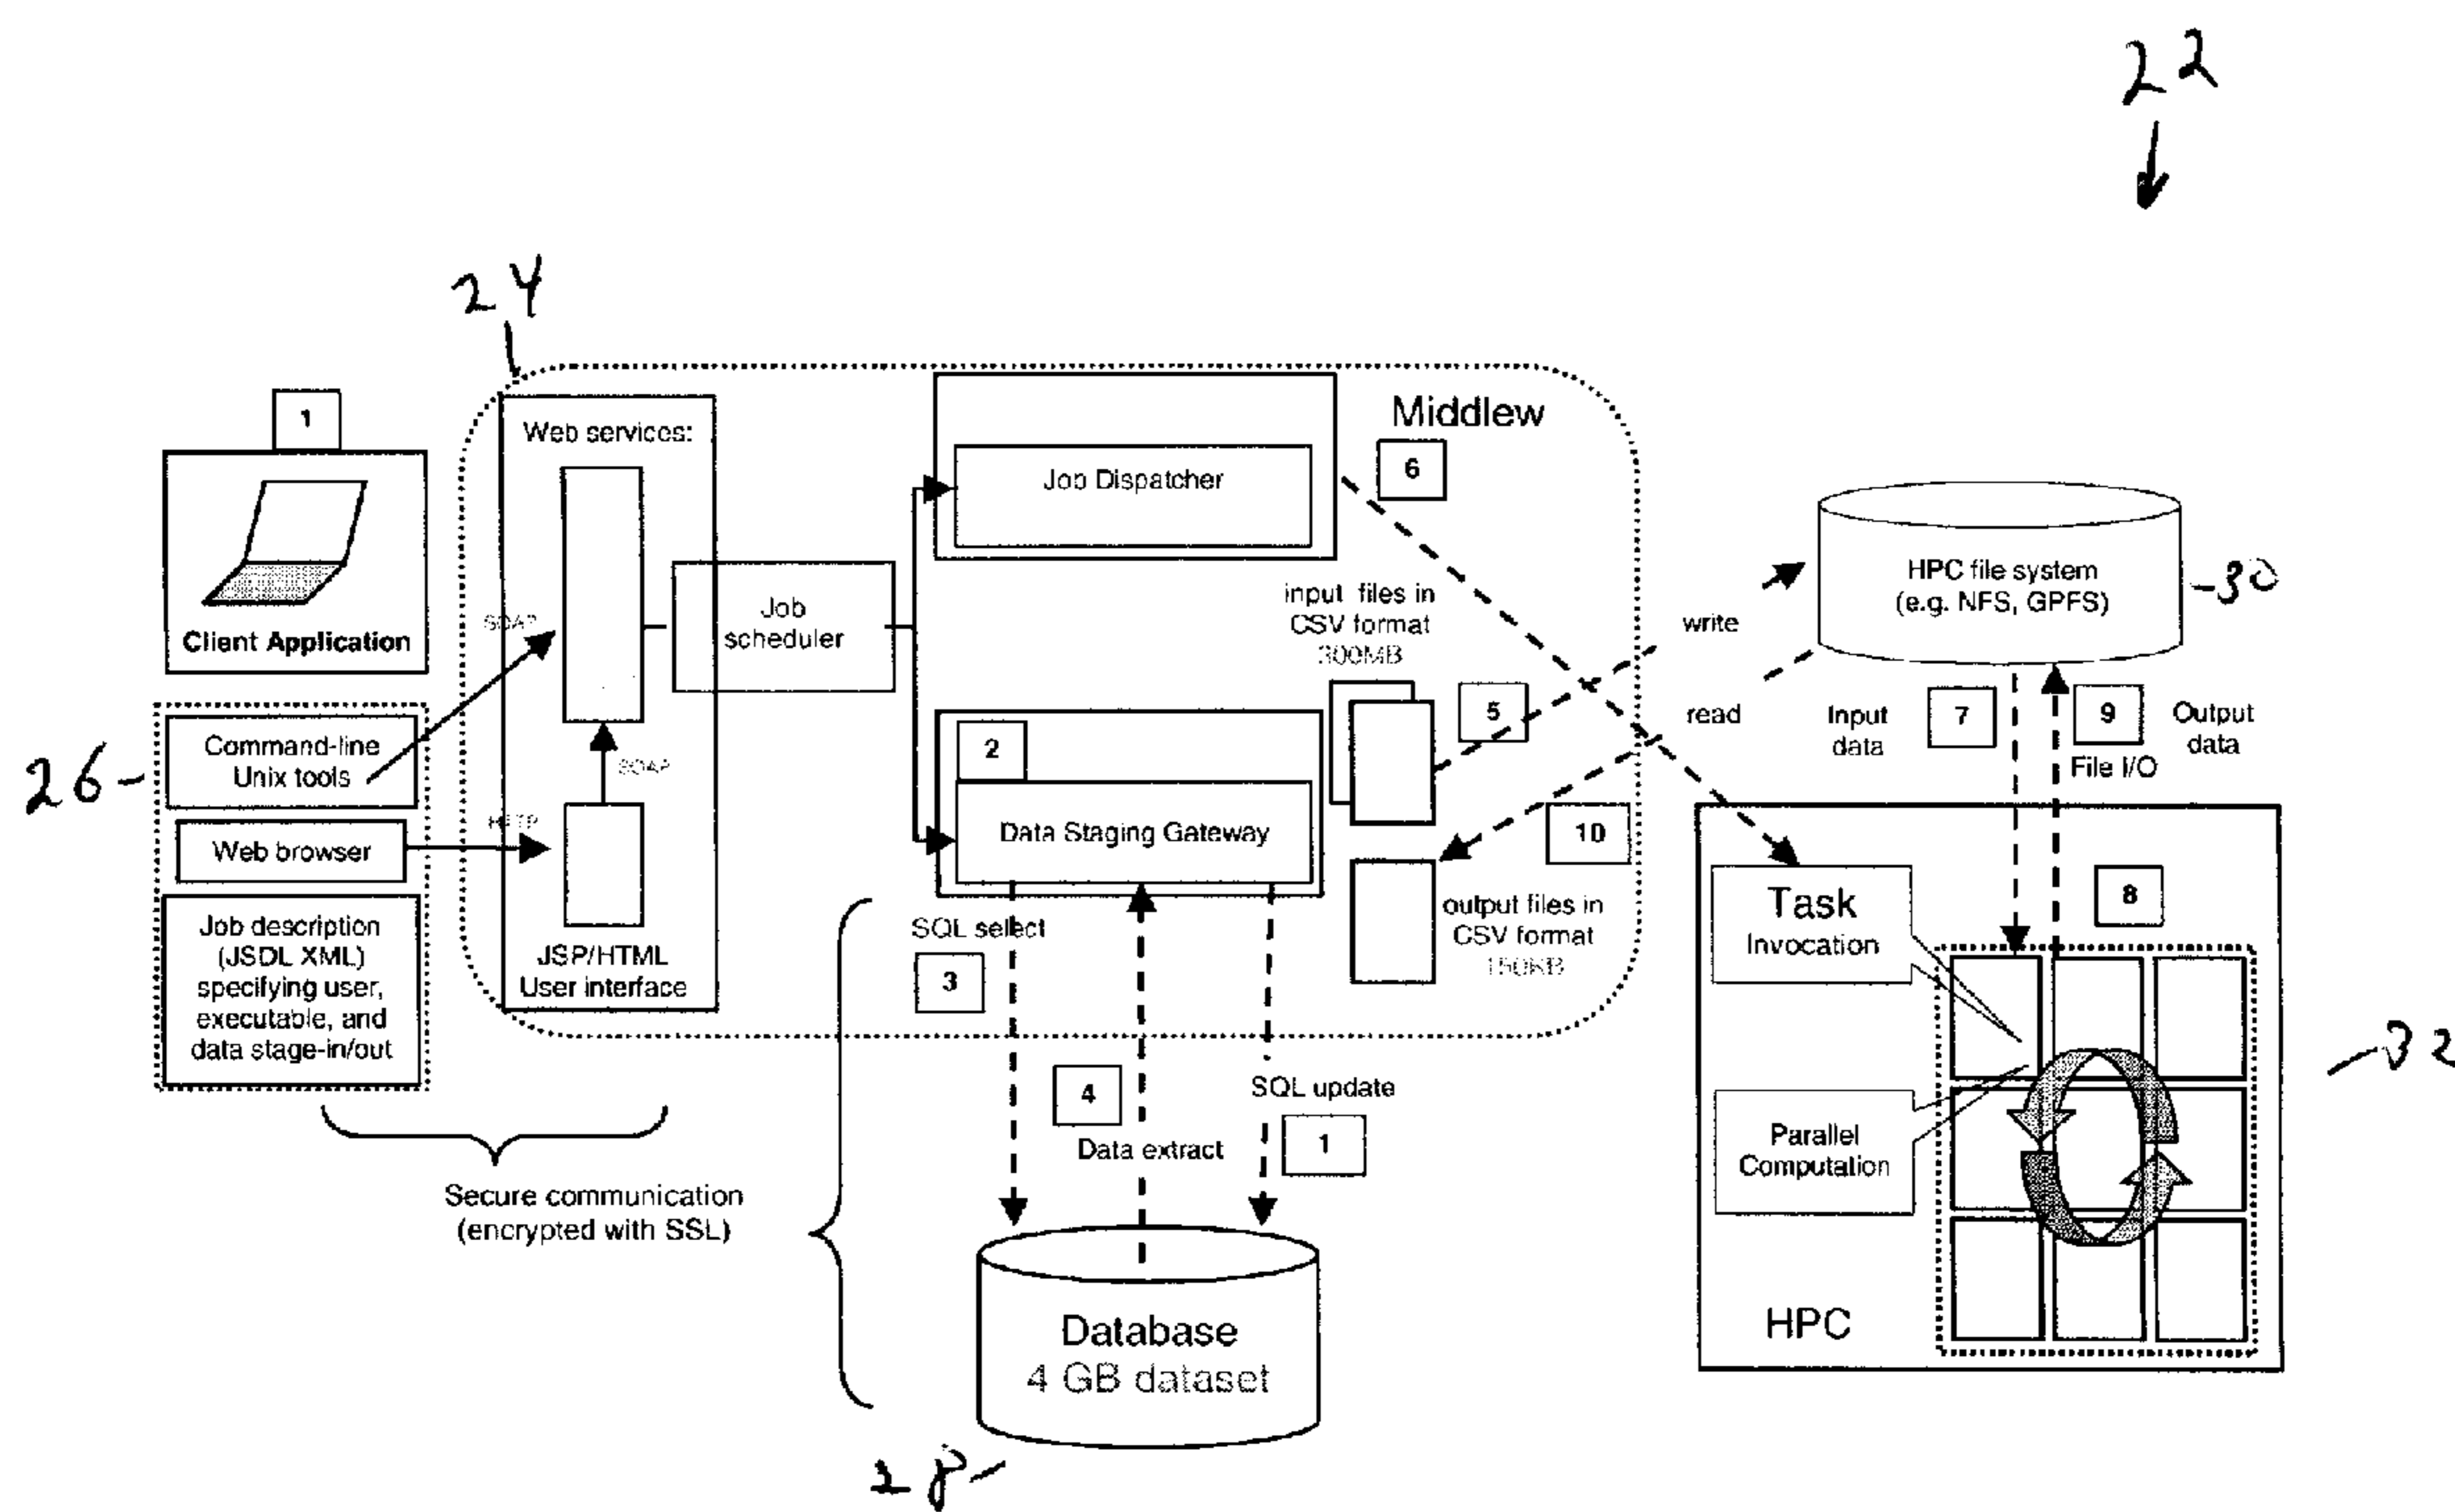 22
24
1
Client Application
26
Command-line
Unix tools
Web browser
Job description
(JSDL XML)
specifying user,
executable, and
data stage-in/out
Web services:
SOAP
SOAP
HTTP
JSP/HTML
User interface
Job
scheduler
Middlew
Job Dispatcher
6
input files in
CSV format
300MB
5
2
Data Staging Gateway
10
output files in
CSV format
150KB
SQL select
3
4
Data extract
SQL update
1
Secure communication
(encrypted with SSL)
Database
4 GB dataset
28
write
read
HPC file system
(e.g. NFS, GPFS)
30
Input
data
7
9
File I/O
Output
data
8
Task
Invocation
Parallel
Computation
HPC
32